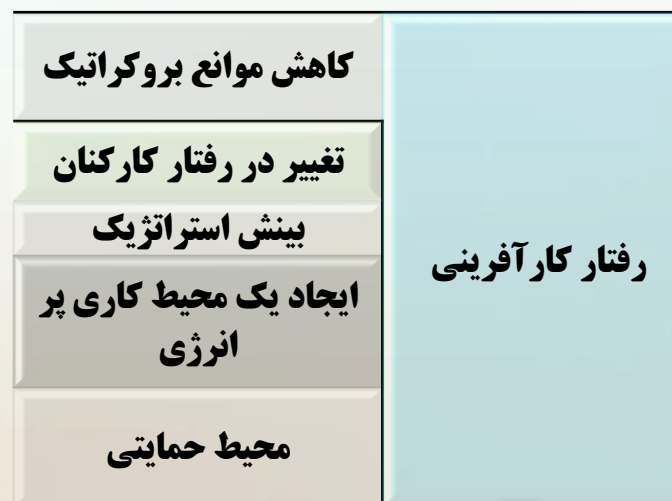 رفتار کارآفرینی
کاهش موانع بروکراتیک
تغییر در رفتار کارکنان
بینش استراتژیک
ایجاد یک محیط کاری پر
انرژی
محیط حمایتی